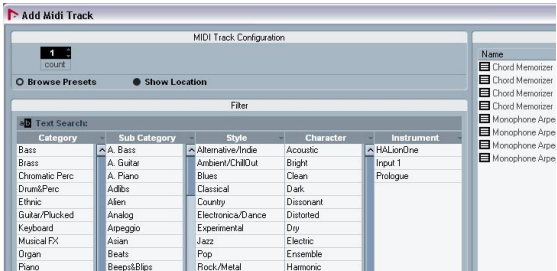 Add Midi Track
MIDI Track Configuration
1
count
Browse Presets Show Location
Filter
Text Search:
Category Sub Category Style Character Instrument
Bass A. Bass Alternative/Indie Acoustic HALionOne
Brass A. Guitar Ambient/ChillOut Bright Input 1
Chromatic Perc A. Piano Blues Clean Prologue
Drum&Perc Adlibs Classical Dark
Ethnic Alien Country Dissonant
Guitar/Plucked Analog Electronica/Dance Distorted
Keyboard Arpeggio Experimental Dry
Musical FX Asian Jazz Electric
Organ Beats Pop Ensemble
Piano Beeps&Blips Rock/Metal Harmonic
Name
Chord Memorizer
Chord Memorizer
Chord Memorizer
Chord Memorizer
Monophone Arpe
Monophone Arpe
Monophone Arpe
Monophone Arpe